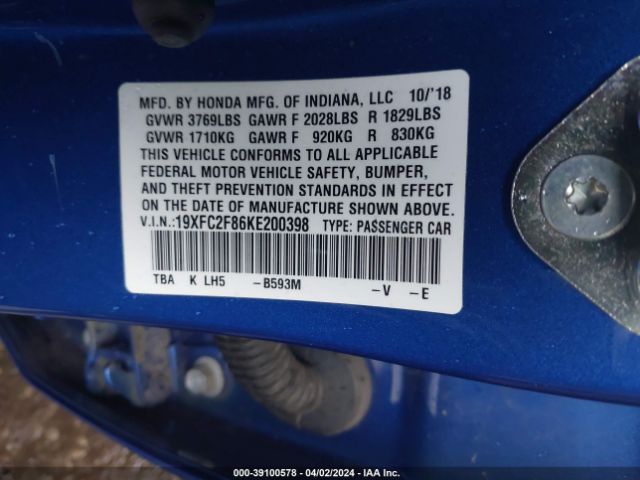 MFD. BY HONDA MFG. OF INDIANA, LLC 10/'18
GVWR 3769LBS GAWR F 2028LBS R 1829LBS
GVWR 1710KG GAWR F 920KG R 830KG
THIS VEHICLE CONFORMS TO ALL APPLICABLE
FEDERAL MOTOR VEHICLE SAFETY, BUMPER,
AND THEFT PREVENTION STANDARDS IN EFFECT
ON THE DATE OF MANUFACTURE SHOWN ABOVE.
V.I.N.:19XFC2F86KE200398 TYPE: PASSENGER CAR
TBA K LH5 -B593M -V -E
000-39100578 - 04/02/2024 - IAA Inc.